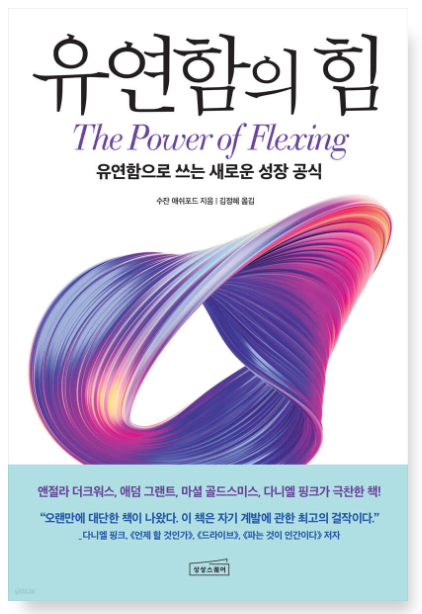 유연함의 힘
The Power of Flexing
유연함으로 쓰는 새로운 성장 공식
수잔 애쉬포드 지음 | 김정혜 옮김
앤절라 더크워스, 애덤 그랜트, 마셜 골드스미스, 다니엘 핑크가 극찬한 책!
“오랜만에 대단한 책이 나왔다. 이 책은 자기 계발에 관한 최고의 걸작이다.”
_다니엘 핑크, 《언제 할 것인가》, 《드라이브》, 《파는 것이 인간이다》 저자
상상스퀘어